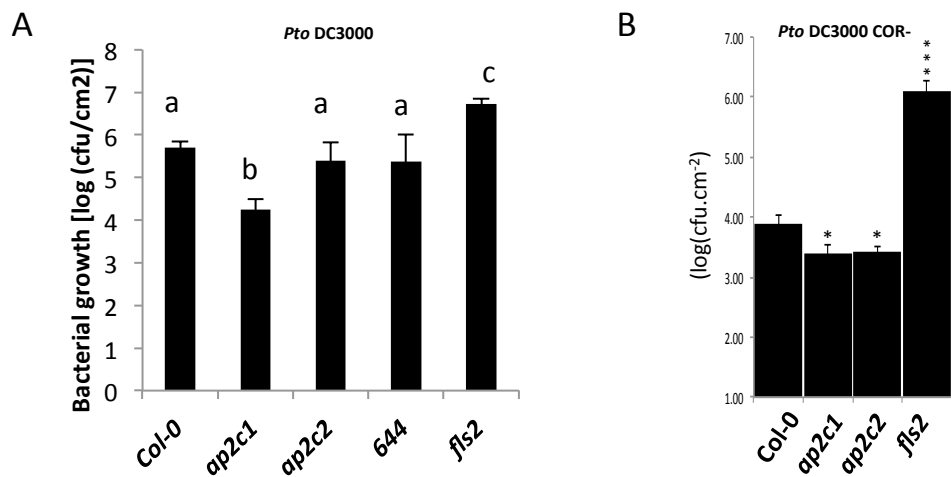 A
Pto DC3000
Bacterial growth [log (cfu/cm2)]
8
7
6
5
4
3
2
1
0
a
b
a
a
c
Col-0
ap2c1
ap2c2
644
fls2
B
Pto DC3000 COR-
(log(cfu.cm-2)
7.00
6.00
5.00
4.00
3.00
2.00
1.00
*
*
***
Col-0
ap2c1
ap2c2
fls2